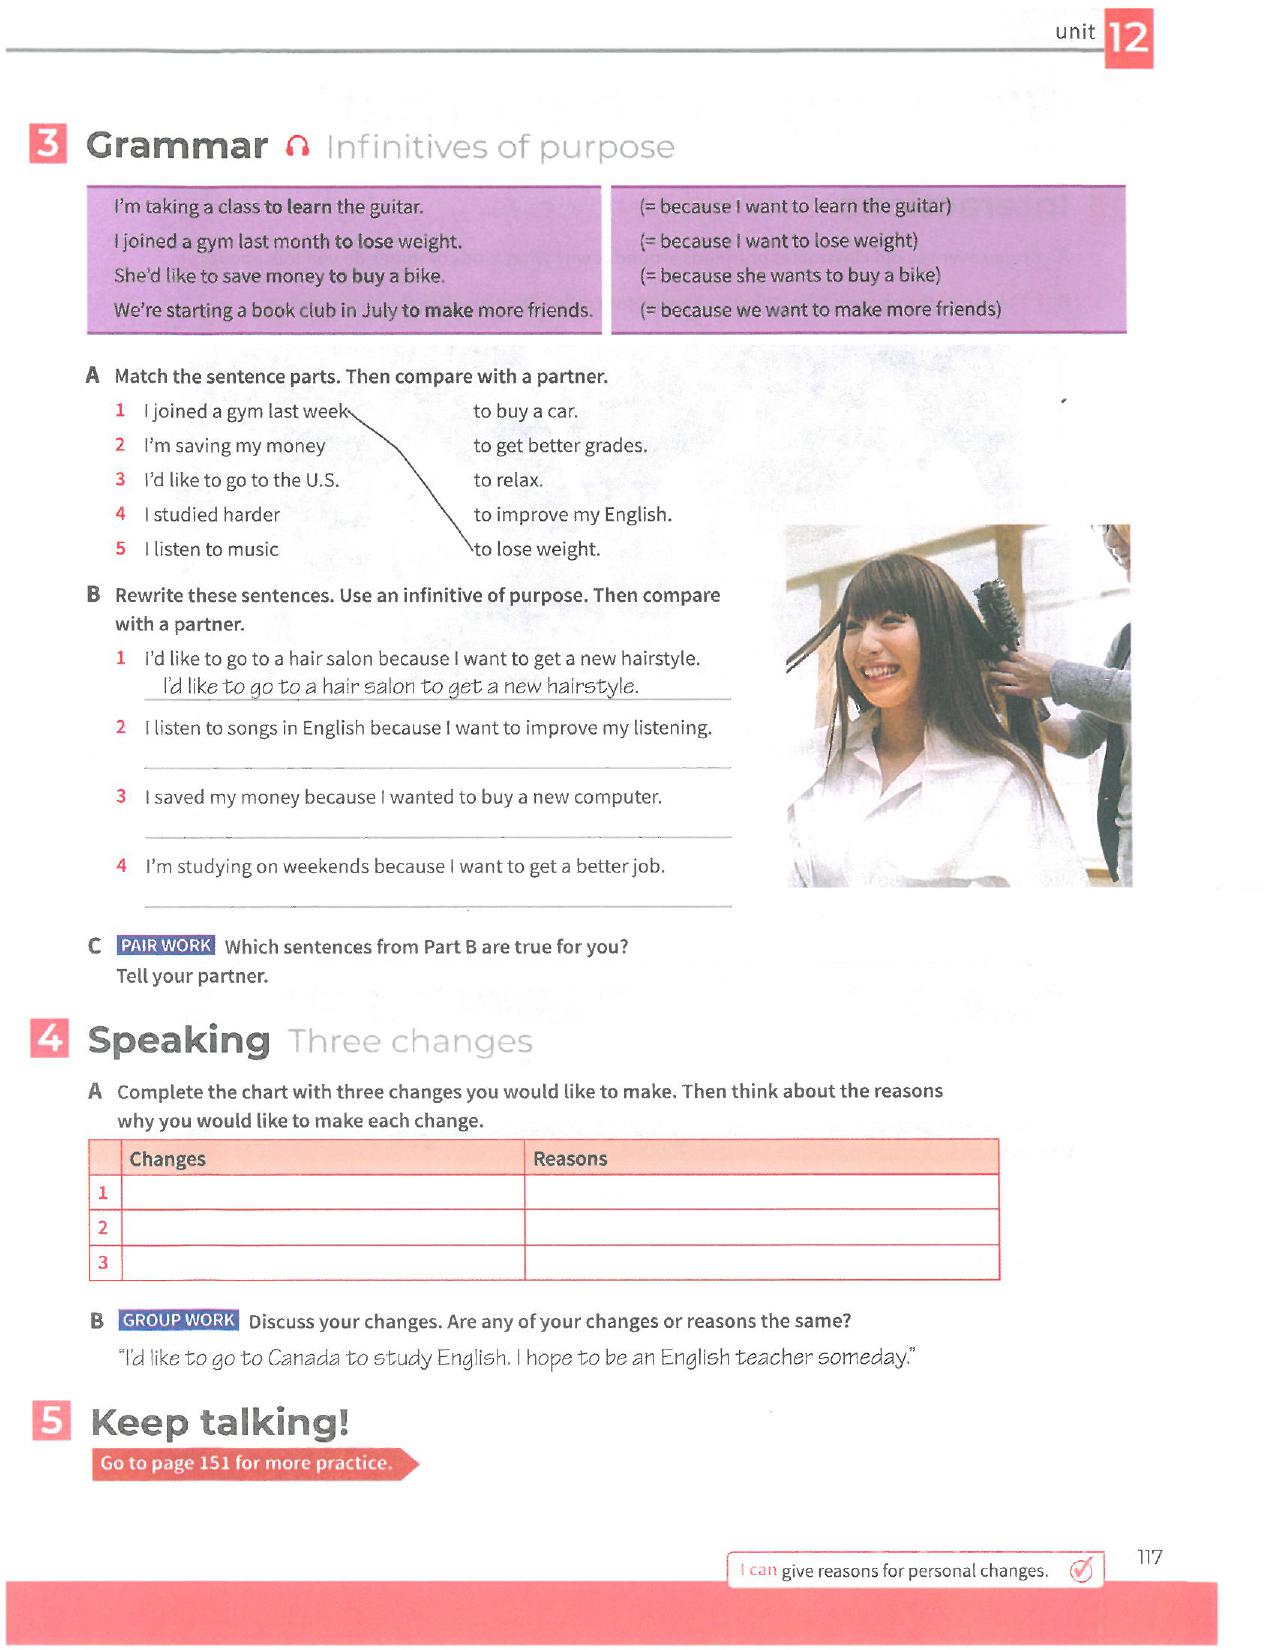 unit 12
3 Grammar Infinitives of purpose
I'm taking a class to learn the guitar. (= because I want to learn the guitar)
I joined a gym last month to lose weight. (= because I want to lose weight)
She'd like to save money to buy a bike. (= because she wants to buy a bike)
We're starting a book club in July to make more friends. (= because we want to make more friends)
A Match the sentence parts. Then compare with a partner.
1 I joined a gym last week to buy a car.
2 I'm saving my money to get better grades.
3 I'd like to go to the U.S. to relax.
4 I studied harder to improve my English.
5 I listen to music to lose weight.
B Rewrite these sentences. Use an infinitive of purpose. Then compare
with a partner.
1 I'd like to go to a hair salon because I want to get a new hairstyle.
I'd like to go to a hair salon to get a new hairstyle.
2 I listen to songs in English because I want to improve my listening.
3 I saved my money because I wanted to buy a new computer.
4 I'm studying on weekends because I want to get a better job.
C PAIR WORK Which sentences from Part B are true for you?
Tell your partner.
4 Speaking Three changes
A Complete the chart with three changes you would like to make. Then think about the reasons
why you would like to make each change.
Changes Reasons
1
2
3
B GROUP WORK Discuss your changes. Are any of your changes or reasons the same?
"I'd like to go to Canada to study English. I hope to be an English teacher someday."
5 Keep talking!
Go to page 151 for more practice.
I can give reasons for personal changes.
117